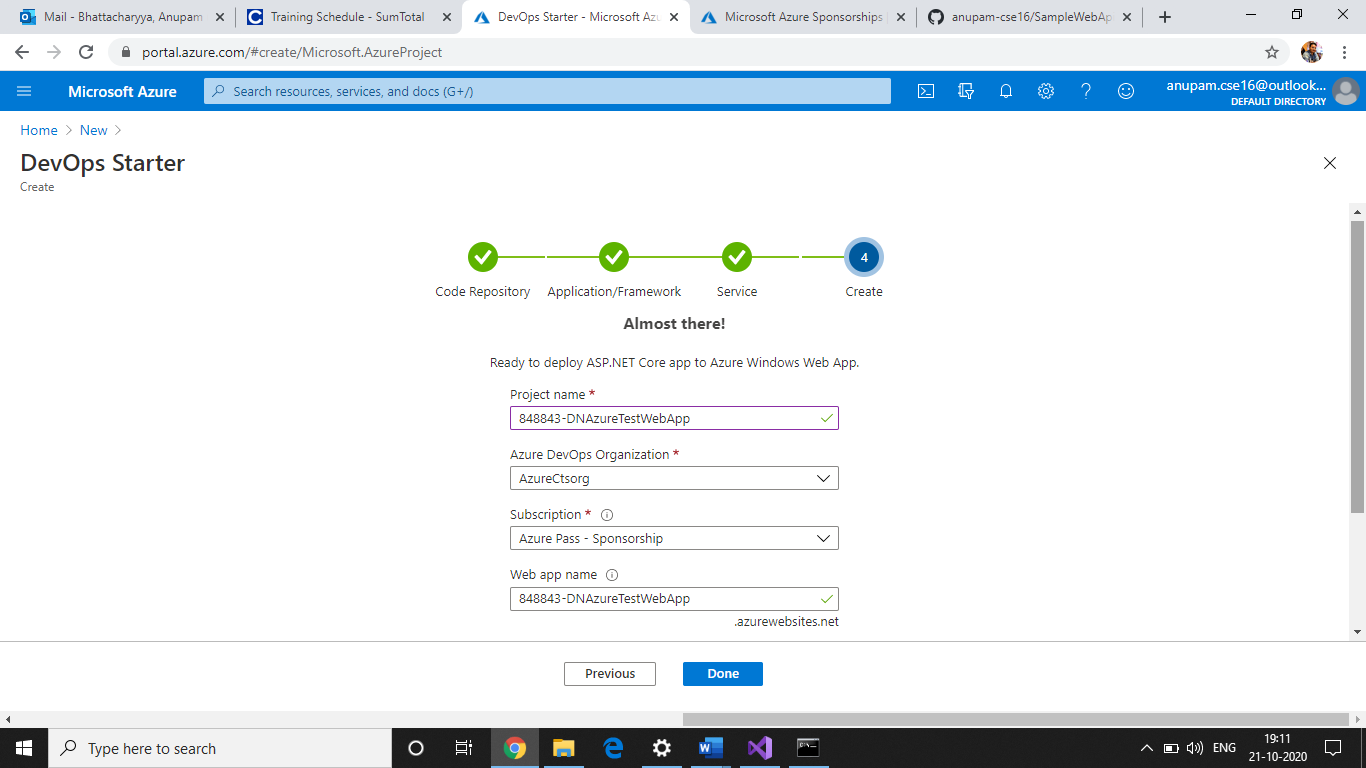 Mail - Bhattacharyya, Anupam
Training Schedule - SumTotal
DevOps Starter - Microsoft Azu
Microsoft Azure Sponsorships
anupam-cse16/SampleWebAp
portal.azure.com/#create/Microsoft.AzureProject
Microsoft Azure
Search resources, services, and docs (G+/)
anupam.cse16@outlook...
DEFAULT DIRECTORY
Home > New >
DevOps Starter
Create
4
Code Repository
Application/Framework
Service
Create
Almost there!
Ready to deploy ASP.NET Core app to Azure Windows Web App.
Project name *
848843-DNAzureTestWebApp
Azure DevOps Organization *
AzureCtsorg
Subscription *
Azure Pass - Sponsorship
Web app name
848843-DNAzureTestWebApp
.azurewebsites.net
Previous
Done
Type here to search
ENG
19:11
21-10-2020